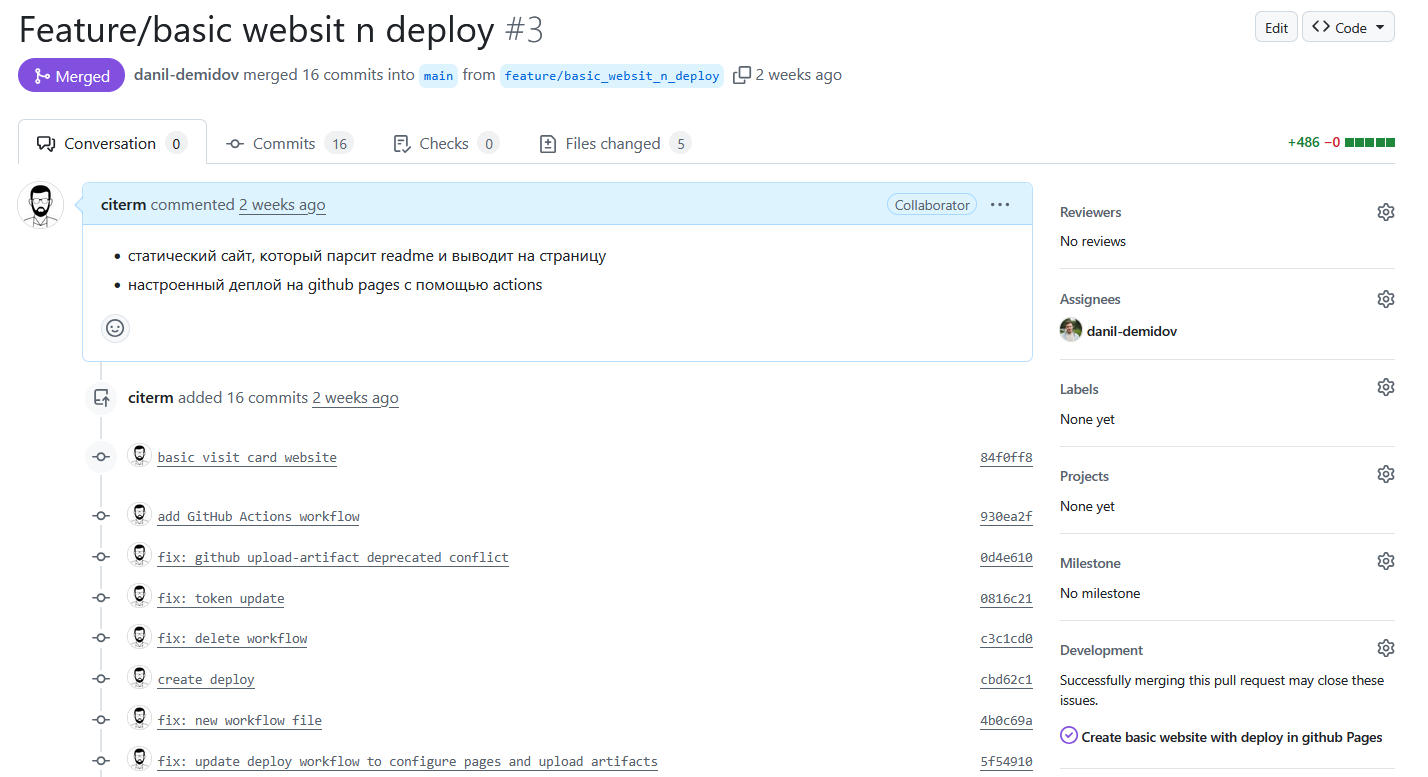 Feature/basic websit n deploy #3
Edit
Code
Merged
danil-demidov merged 16 commits into main from feature/basic_websit_n_deploy 2 weeks ago
Conversation 0
Commits 16
Checks 0
Files changed 5
+486 −0
citerm commented 2 weeks ago
Collaborator
статический сайт, который парсит readme и выводит на страницу
настроенный деплой на github pages с помощью actions
citerm added 16 commits 2 weeks ago
basic visit card website 84f0ff8
add GitHub Actions workflow 930ea2f
fix: github upload-artifact deprecated conflict 0d4e610
fix: token update 0816c21
fix: delete workflow c3c1cd0
create deploy cbd62c1
fix: new workflow file 4b0c69a
fix: update deploy workflow to configure pages and upload artifacts 5f54910
Reviewers
No reviews
Assignees
danil-demidov
Labels
None yet
Projects
None yet
Milestone
No milestone
Development
Successfully merging this pull request may close these
issues.
Create basic website with deploy in github Pages